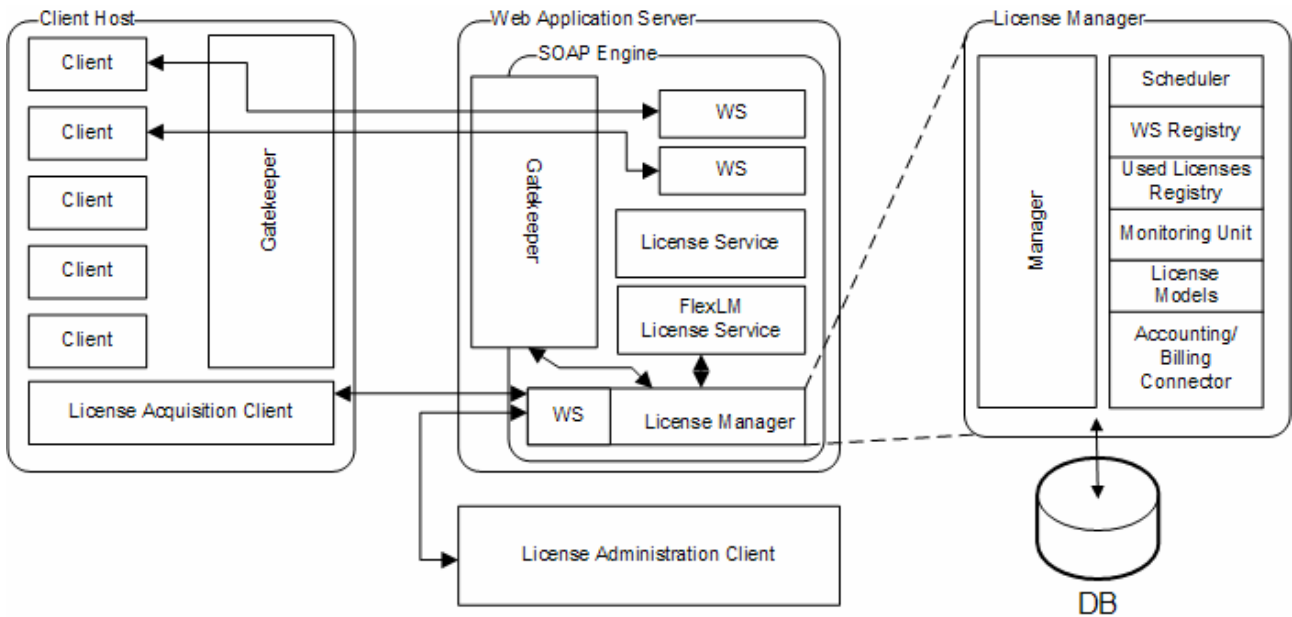 Client Host
Client
Client
Client
Client
Client
Gatekeeper
License Acquisition Client
Web Application Server
SOAP Engine
Gatekeeper
WS
WS
License Service
FlexLM
License Service
WS
License Manager
License Administration Client
License Manager
Manager
Scheduler
WS Registry
Used Licenses
Registry
Monitoring Unit
License
Models
Accounting/
Billing
Connector
DB